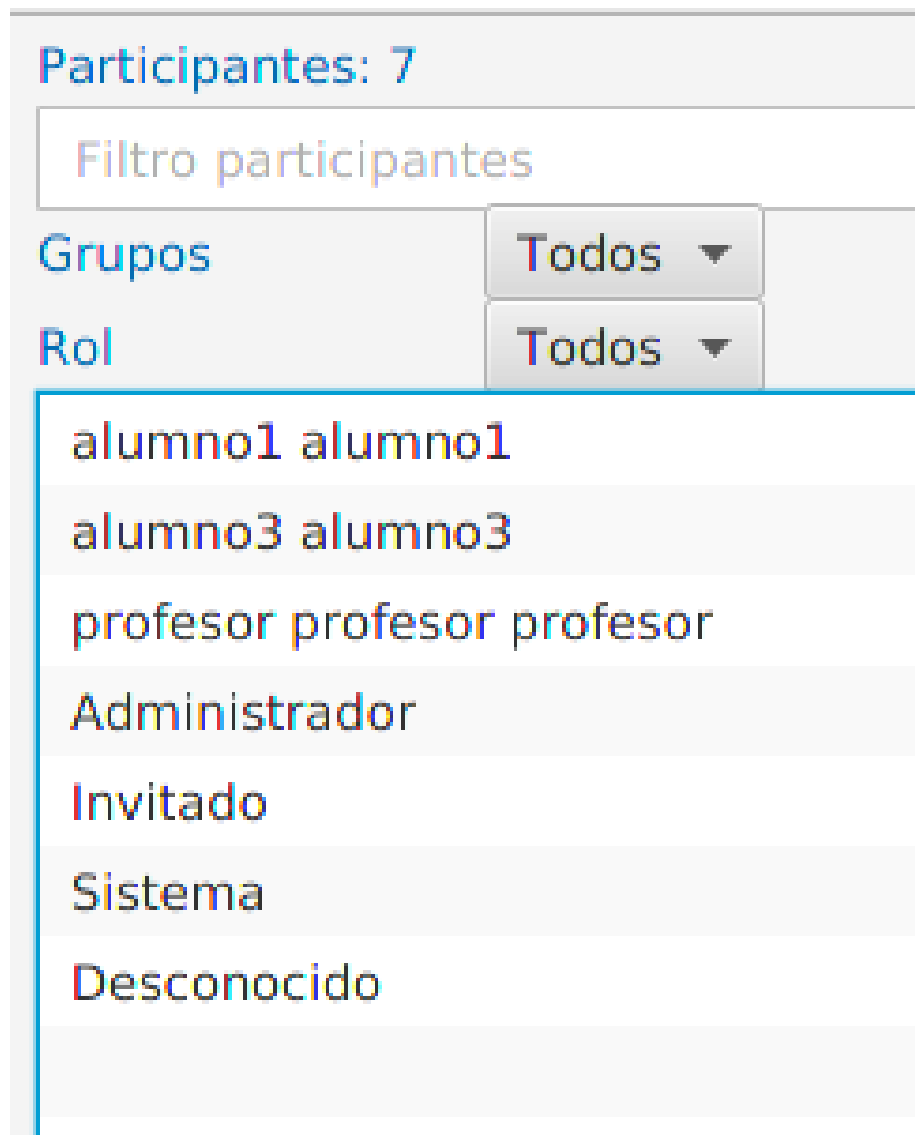 Participantes: 7
Filtro participantes
Grupos Todos
Rol Todos
alumno1 alumno1
alumno3 alumno3
profesor profesor profesor
Administrador
Invitado
Sistema
Desconocido